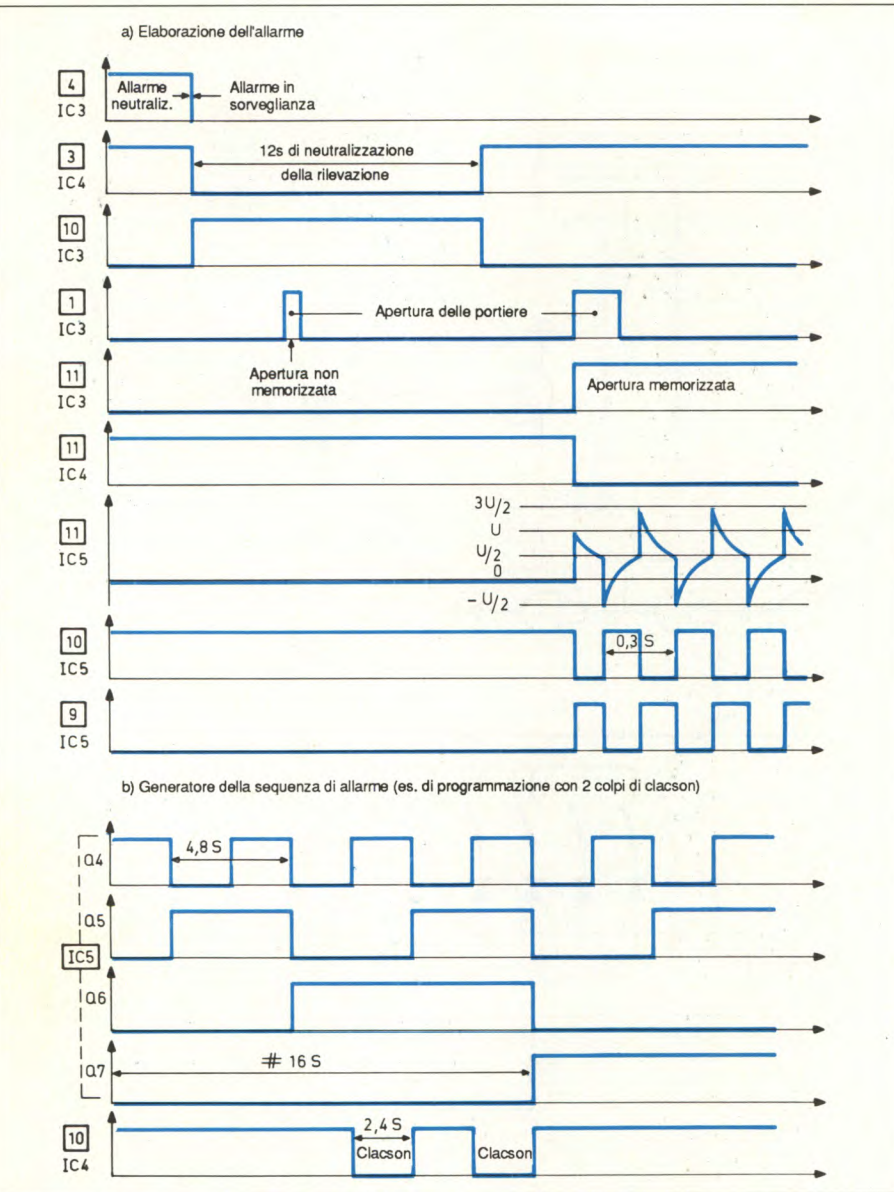 a) Elaborazione dell'allarme
4
IC3
Allarme
neutraliz.
Allarme in
sorveglianza
3
IC4
12s di neutralizzazione
della rilevazione
10
IC3
1
IC3
Apertura delle portiere
Apertura non
memorizzata
11
IC3
Apertura memorizzata
11
IC4
11
IC5
3U/2
U
U/2
0
- U/2
10
IC5
0,3 S
9
IC5
b) Generatore della sequenza di allarme (es. di programmazione con 2 colpi di clacson)
Q4
4,8 S
Q5
IC5
Q6
Q7
# 16 S
10
IC4
2,4 S
Clacson
Clacson